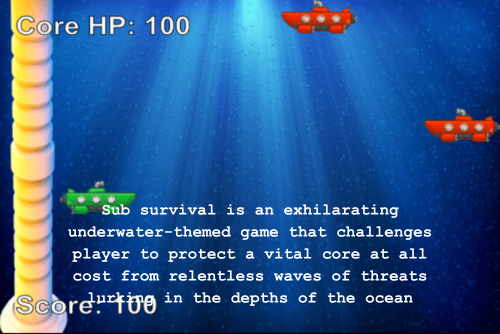 Core HP: 100
Sub survival is an exhilarating
underwater-themed game that challenges
player to protect a vital core at all
cost from relentless waves of threats
Score: 100
lurking in the depths of the ocean